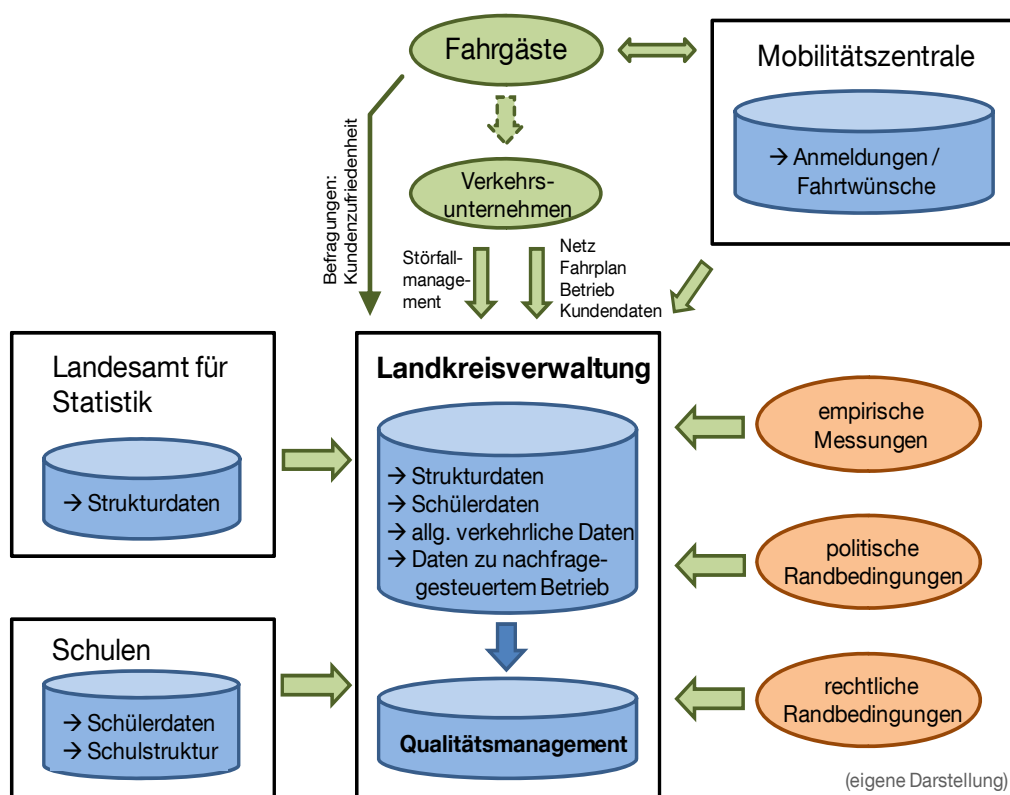 Fahrgäste
Mobilitätszentrale
→ Anmeldungen /
Fahrtwünsche
Befragungen:
Kundenzufriedenheit
Verkehrs-
unternehmen
Störfall-
manage-
ment
Netz
Fahrplan
Betrieb
Kundendaten
Landesamt für
Statistik
→ Strukturdaten
Schulen
→ Schülerdaten
→ Schulstruktur
Landkreisverwaltung
→ Strukturdaten
→ Schülerdaten
→ allg. verkehrliche Daten
→ Daten zu nachfrage-
gesteuertem Betrieb
Qualitätsmanagement
empirische
Messungen
politische
Randbedingungen
rechtliche
Randbedingungen
(eigene Darstellung)